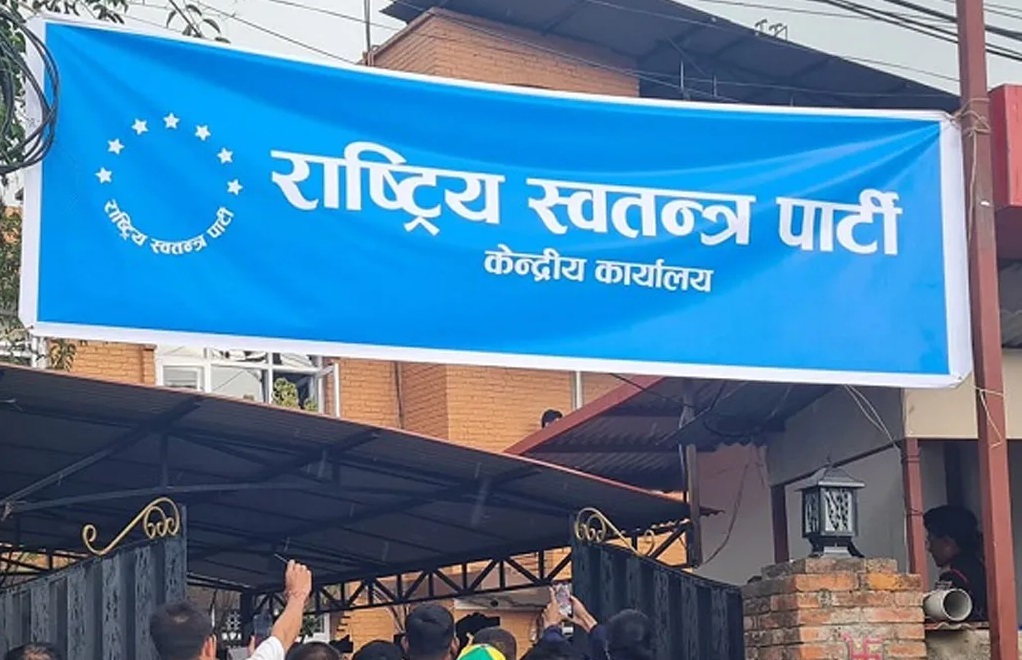 राष्ट्रिय स्वतन्त्र पार्टी
राष्ट्रिय स्वतन्त्र पार्टी
केन्द्रीय कार्यालय